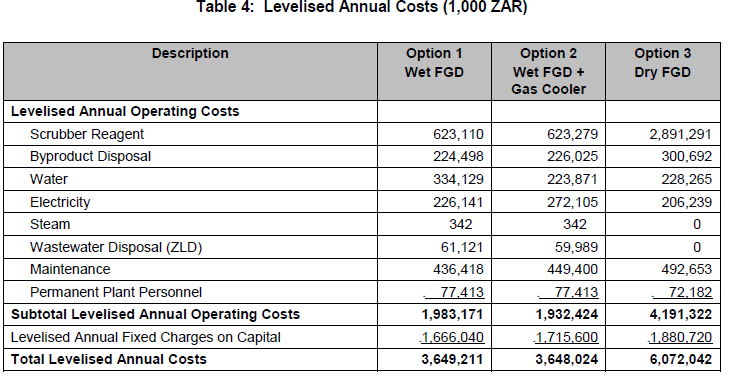 Table 4: Levelised Annual Costs (1,000 ZAR)
Description Option 1 Option 2 Option 3
Wet FGD Wet FGD + Dry FGD
Gas Cooler
Levelised Annual Operating Costs
Scrubber Reagent 623,110 623,279 2,891,291
Byproduct Disposal 224,498 226,025 300,692
Water 334,129 223,871 228,265
Electricity 226,141 272,105 206,239
Steam 342 342 0
Wastewater Disposal (ZLD) 61,121 59,989 0
Maintenance 436,418 449,400 492,653
Permanent Plant Personnel 77,413 77,413 72,182
Subtotal Levelised Annual Operating Costs 1,983,171 1,932,424 4,191,322
Levelised Annual Fixed Charges on Capital 1,666,040 1,715,600 1,880,720
Total Levelised Annual Costs 3,649,211 3,648,024 6,072,042